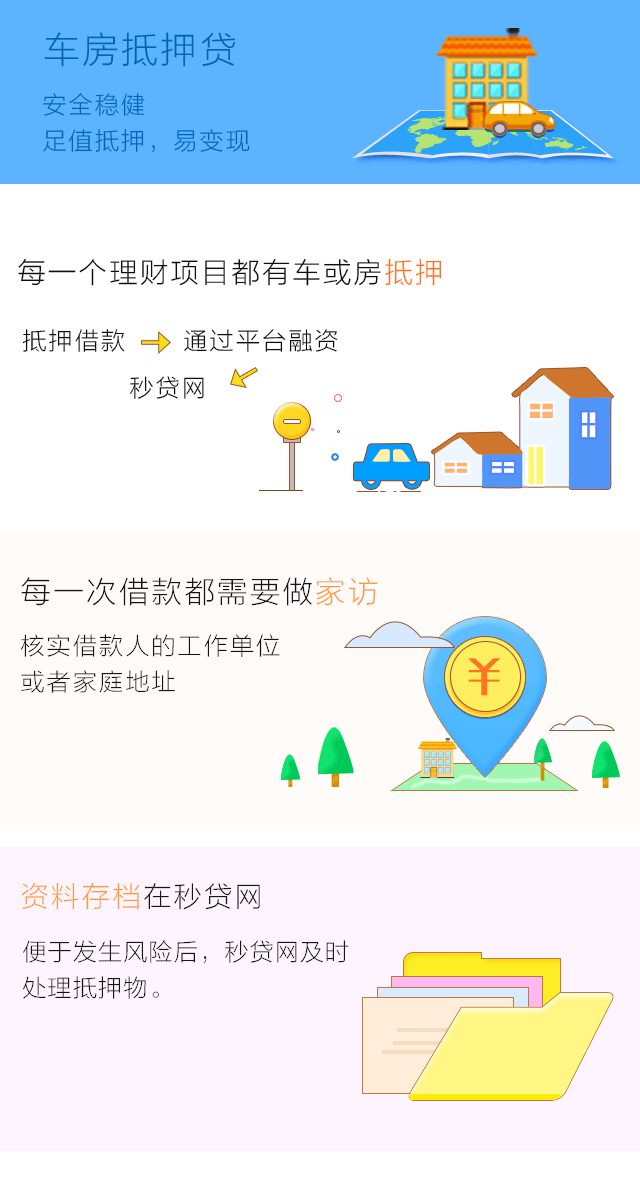 车房抵押贷
安全稳健
足值抵押，易变现
每一个理财项目都有车或房抵押
抵押借款 通过平台融资
秒贷网
每一次借款都需要做家访
核实借款人的工作单位
或者家庭地址
¥
资料存档在秒贷网
便于发生风险后，秒贷网及时
处理抵押物。